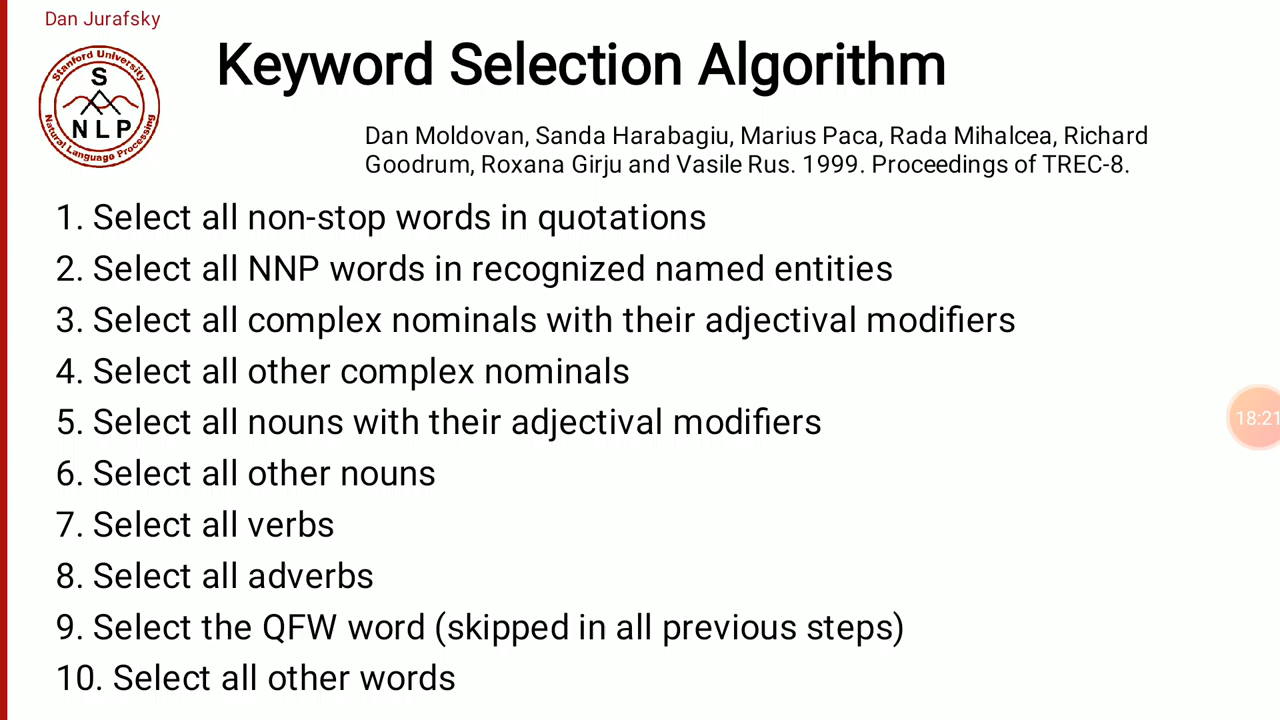 Dan Jurafsky
Stanford University
S
N L P
Natural Language Processing
Keyword Selection Algorithm
Dan Moldovan, Sanda Harabagiu, Marius Paca, Rada Mihalcea, Richard
Goodrum, Roxana Girju and Vasile Rus. 1999. Proceedings of TREC-8.
1. Select all non-stop words in quotations
2. Select all NNP words in recognized named entities
3. Select all complex nominals with their adjectival modifiers
4. Select all other complex nominals
5. Select all nouns with their adjectival modifiers
6. Select all other nouns
7. Select all verbs
8. Select all adverbs
9. Select the QFW word (skipped in all previous steps)
10. Select all other words
18:21